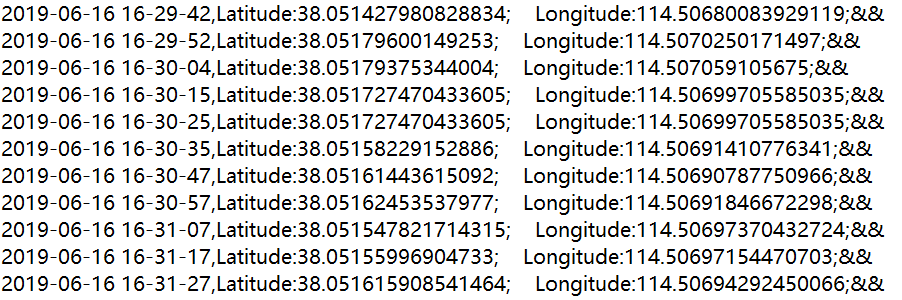 2019-06-16 16-29-42,Latitude:38.051427980828834; Longitude:114.50680083929119;&&
2019-06-16 16-29-52,Latitude:38.05179600149253; Longitude:114.5070250171497;&&
2019-06-16 16-30-04,Latitude:38.05179375344004; Longitude:114.507059105675;&&
2019-06-16 16-30-15,Latitude:38.051727470433605; Longitude:114.50699705585035;&&
2019-06-16 16-30-25,Latitude:38.051727470433605; Longitude:114.50699705585035;&&
2019-06-16 16-30-35,Latitude:38.05158229152886; Longitude:114.50691410776341;&&
2019-06-16 16-30-47,Latitude:38.05161443615092; Longitude:114.50690787750966;&&
2019-06-16 16-30-57,Latitude:38.05162453537977; Longitude:114.50691846672298;&&
2019-06-16 16-31-07,Latitude:38.051547821714315; Longitude:114.50697370432724;&&
2019-06-16 16-31-17,Latitude:38.05155996904733; Longitude:114.50697154470703;&&
2019-06-16 16-31-27,Latitude:38.051615908541464; Longitude:114.50694292450066;&&